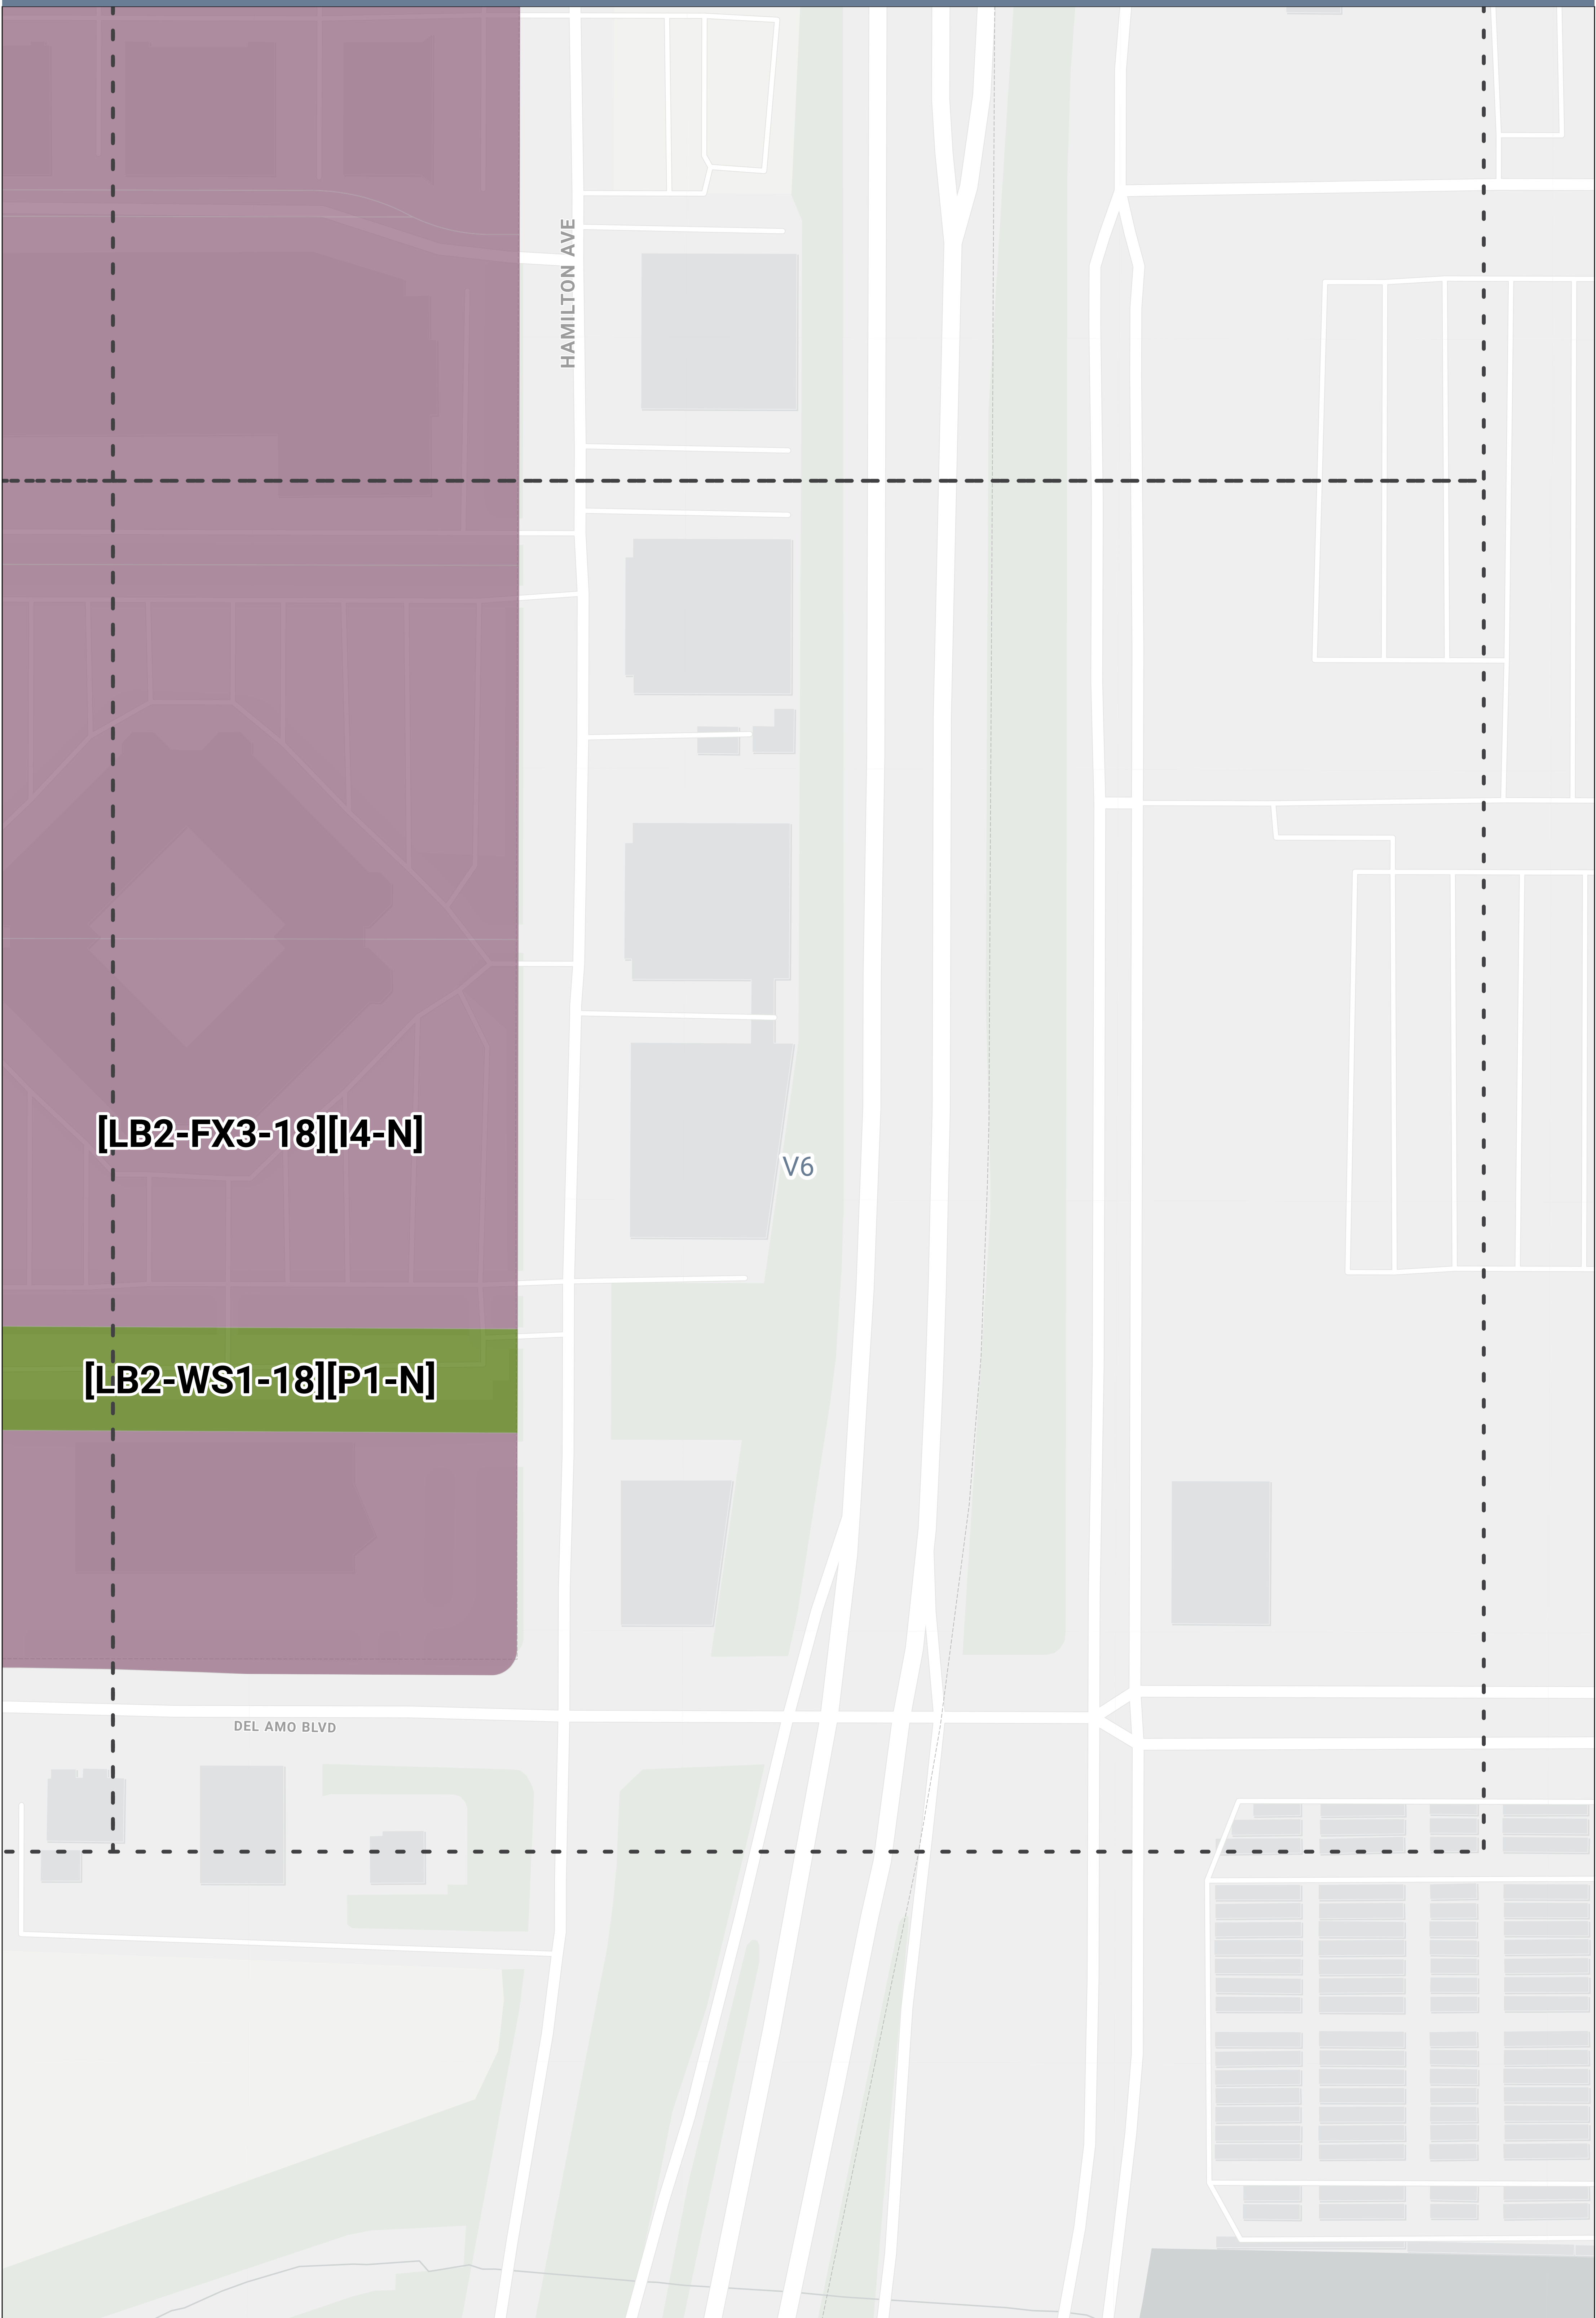 HAMILTON AVE
[LB2-FX3-18][I4-N]
V6
[LB2-WS1-18][P1-N]
DEL AMO BLVD